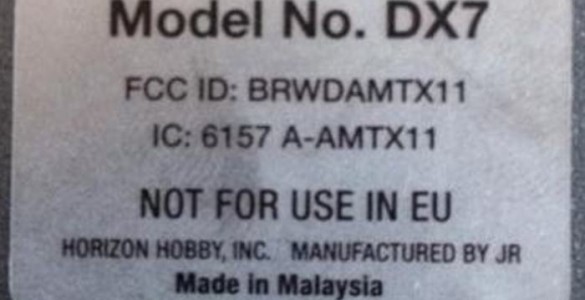 Model No. DX7
FCC ID: BRWDAMTX11
IC: 6157 A-AMTX11
NOT FOR USE IN EU
HORIZON HOBBY, INC. MANUFACTURED BY JR
Made in Malaysia